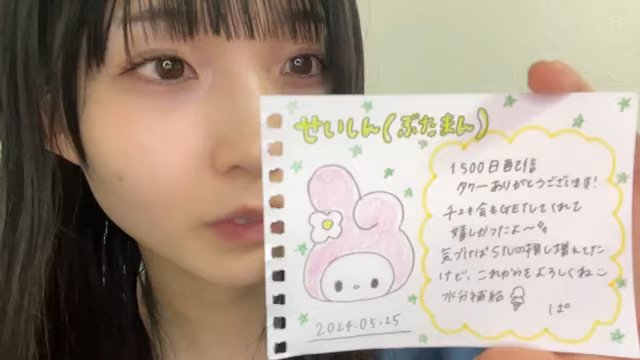 せいしん(ぶたまん)
1500日配信
タワーありがとうございます!
チェキ会もGETしてくれて
嬉しかったよ〜
気づけばSTUの推し増えてた
けど、これからもよろしくね
水分補給
ぱ
2024.05.25